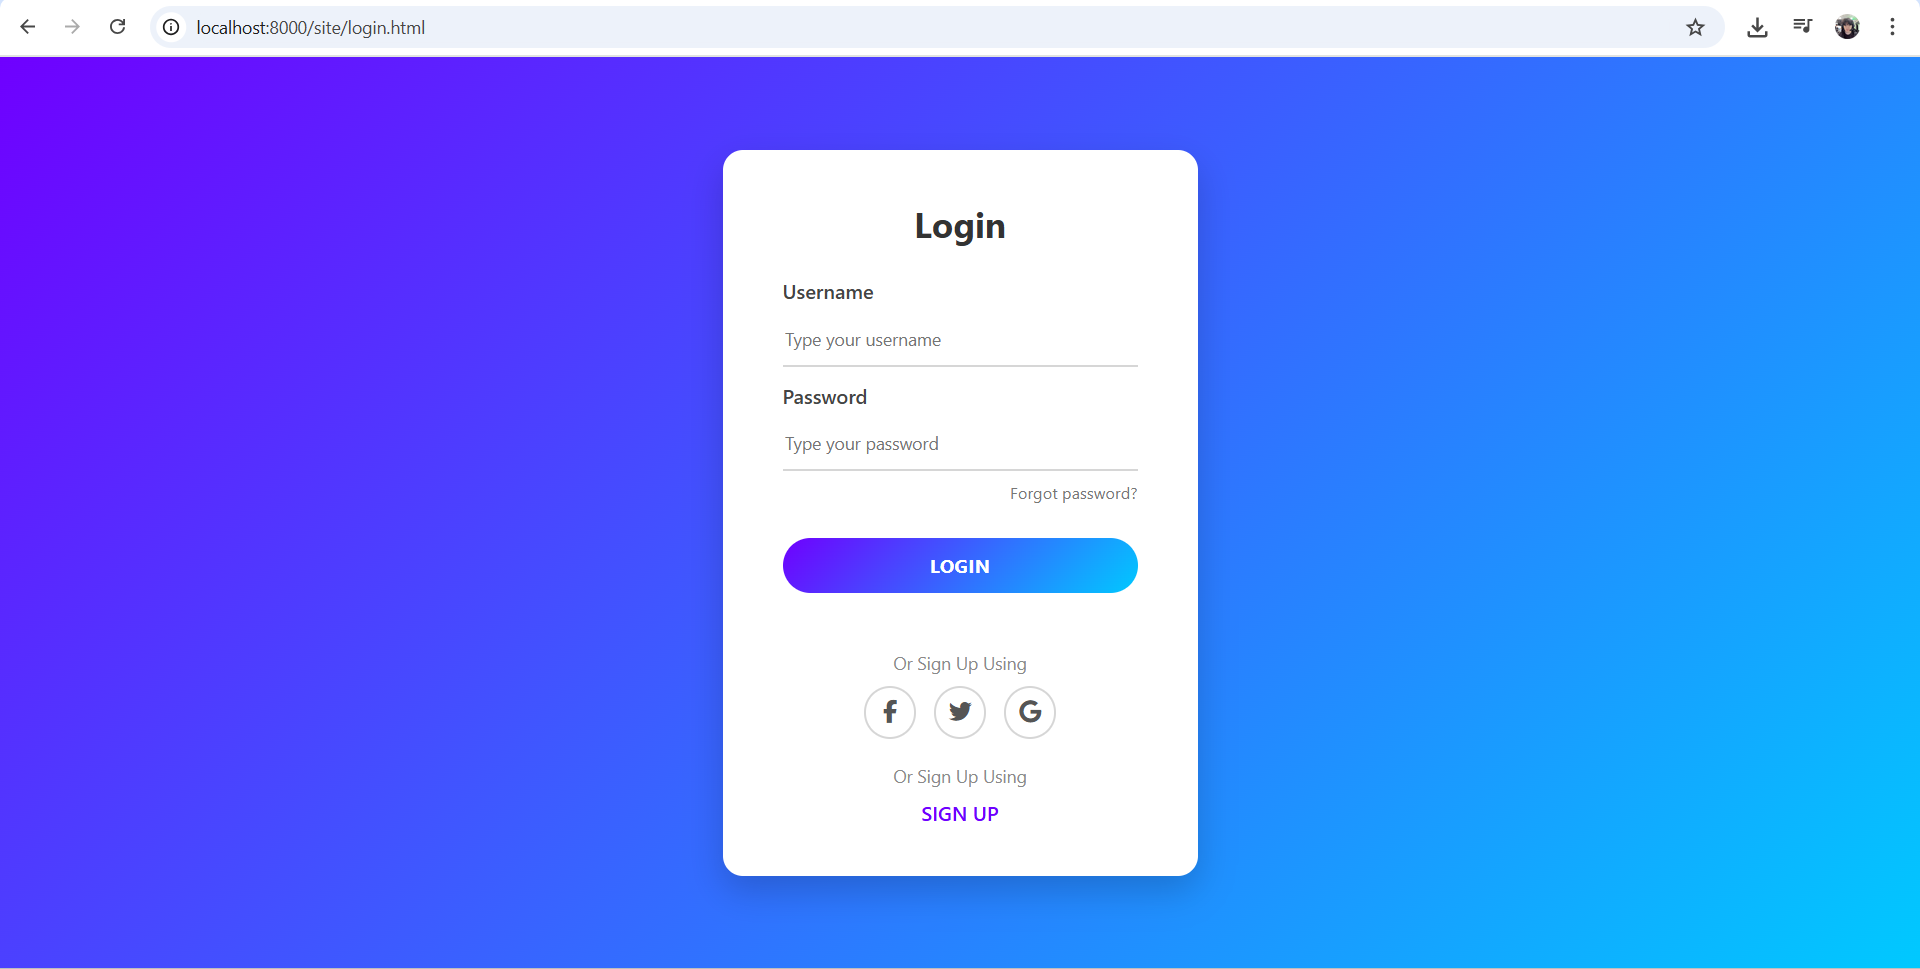 localhost:8000/site/login.html
Login
Username
Type your username
Password
Type your password
Forgot password?
LOGIN
Or Sign Up Using
Or Sign Up Using
SIGN UP